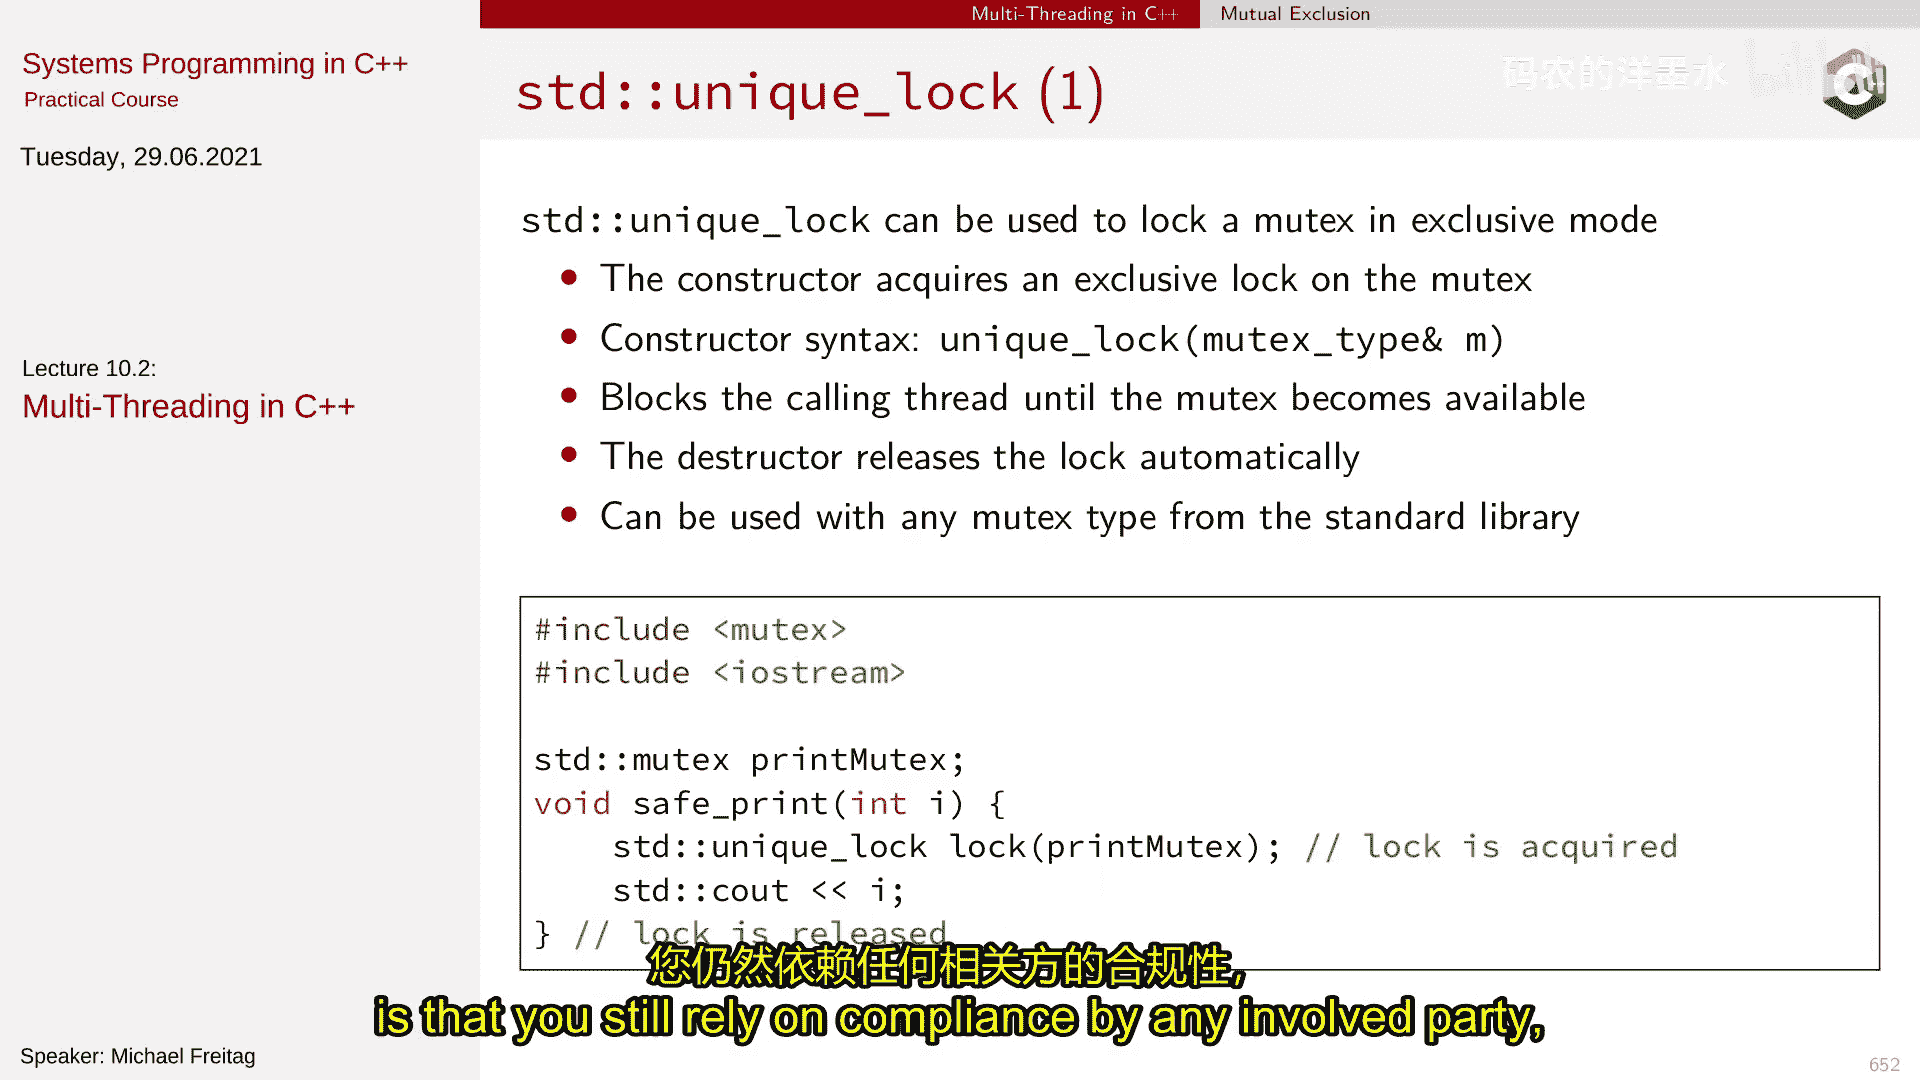 Multi-Threading in C++ Mutual Exclusion
Systems Programming in C++
Practical Course
Tuesday, 29.06.2021
Lecture 10.2:
Multi-Threading in C++
std::unique_lock (1)
码农的洋墨水
std::unique_lock can be used to lock a mutex in exclusive mode
• The constructor acquires an exclusive lock on the mutex
• Constructor syntax: unique_lock(mutex_type& m)
• Blocks the calling thread until the mutex becomes available
• The destructor releases the lock automatically
• Can be used with any mutex type from the standard library
#include <mutex>
#include <iostream>
std::mutex printMutex;
void safe_print(int i) {
std::unique_lock lock(printMutex); // lock is acquired
std::cout << i;
} // lock is released
您仍然依赖任何相关方的合规性,
is that you still rely on compliance by any involved party,
Speaker: Michael Freitag
652